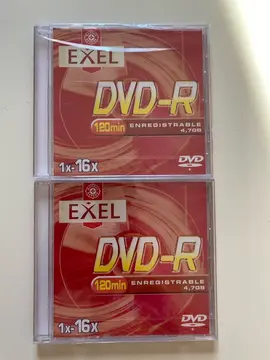 EXEL
DVD-R
120min ENREGISTRABLE
4,7GB
1x-16x
DVD
R
EXEL
DVD-R
120min ENREGISTRABLE
4,7GB
1x-16x
DVD
R